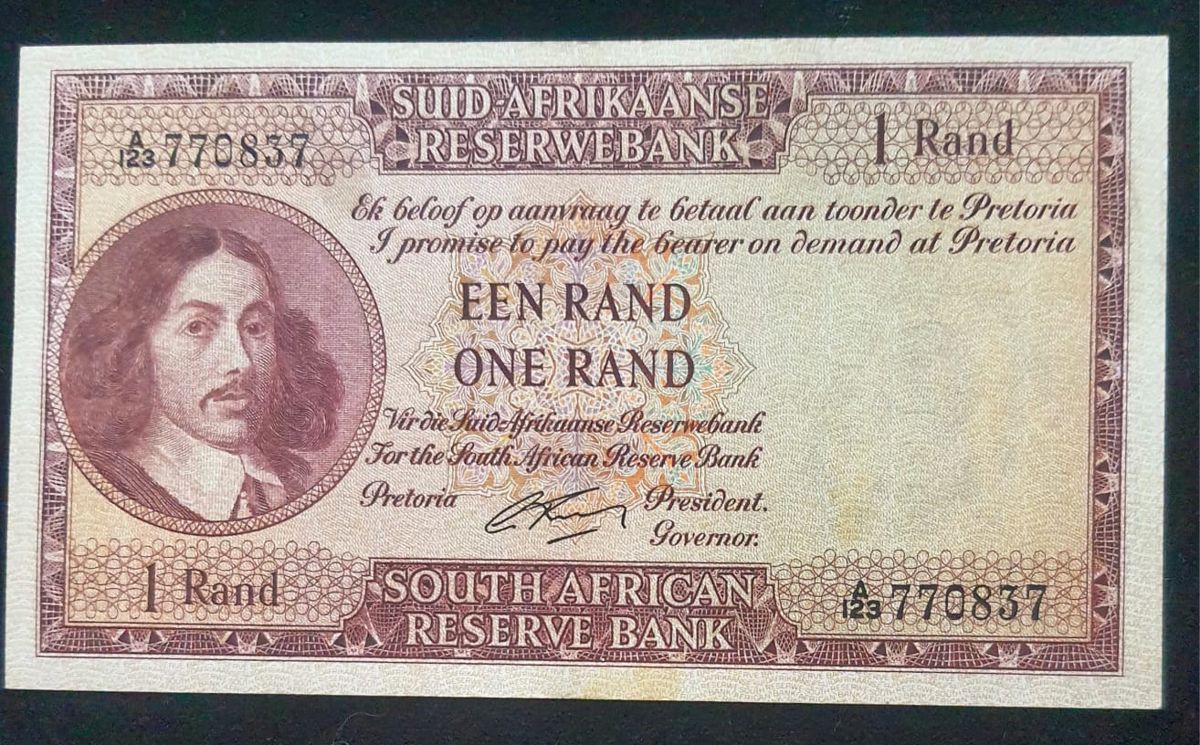 SUID-AFRIKAANSE
RESERWEBANK
A/123 770837
1 Rand
Ek beloof op aanvraag te betaal aan toonder te Pretoria
I promise to pay the bearer on demand at Pretoria
EEN RAND
ONE RAND
Vir die Suid-Afrikaanse Reserwebank
For the South African Reserve Bank
Pretoria
President.
Governor.
1 Rand
SOUTH AFRICAN
RESERVE BANK
A/123 770837